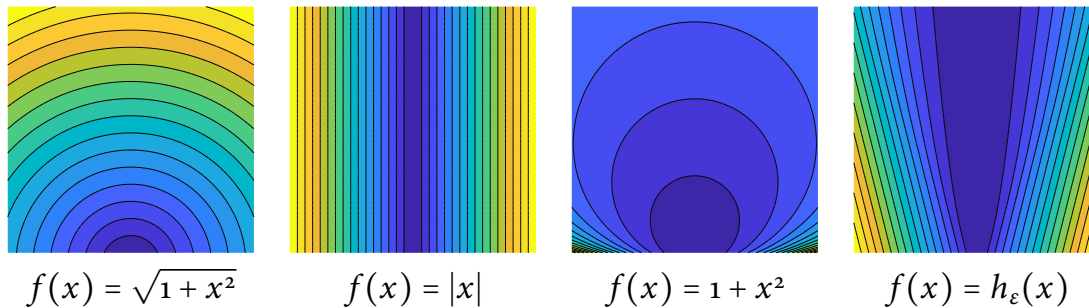 f(x) = √1 + x²
f(x) = |x|
f(x) = 1 + x²
f(x) = hε(x)